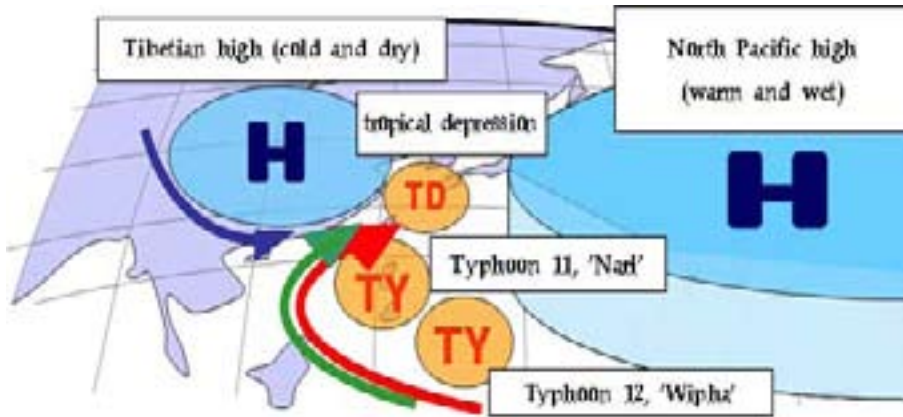 Tibetian high (cold and dry)
North Pacific high
(warm and wet)
tropical depression
H
H
TD
Typhoon 11, 'Nari'
TY
TY
Typhoon 12, 'Wipha'